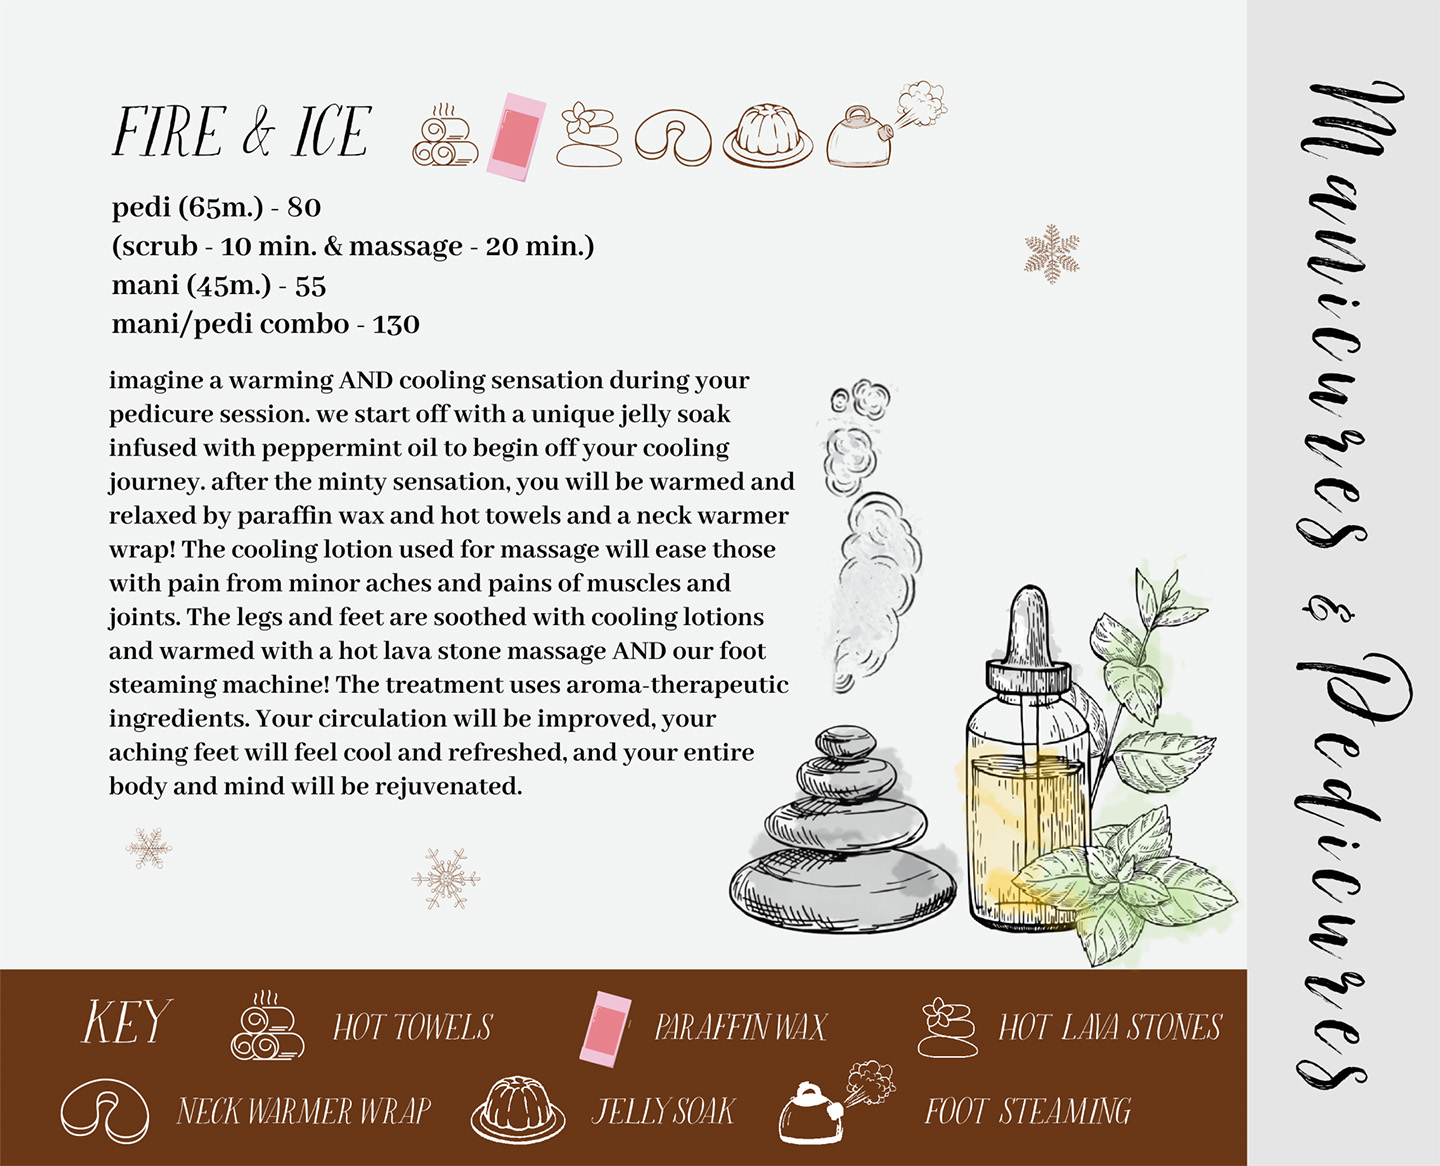 FIRE & ICE
pedi (65m.) - 80
(scrub - 10 min. & massage - 20 min.)
mani (45m.) - 55
mani/pedi combo - 130
imagine a warming AND cooling sensation during your
pedicure session. we start off with a unique jelly soak
infused with peppermint oil to begin off your cooling
journey. after the minty sensation, you will be warmed and
relaxed by paraffin wax and hot towels and a neck warmer
wrap! The cooling lotion used for massage will ease those
with pain from minor aches and pains of muscles and
joints. The legs and feet are soothed with cooling lotions
and warmed with a hot lava stone massage AND our foot
steaming machine! The treatment uses aroma-therapeutic
ingredients. Your circulation will be improved, your
aching feet will feel cool and refreshed, and your entire
body and mind will be rejuvenated.
Manicures & Pedicures
KEY
HOT TOWELS
PARAFFIN WAX
HOT LAVA STONES
NECK WARMER WRAP
JELLY SOAK
FOOT STEAMING